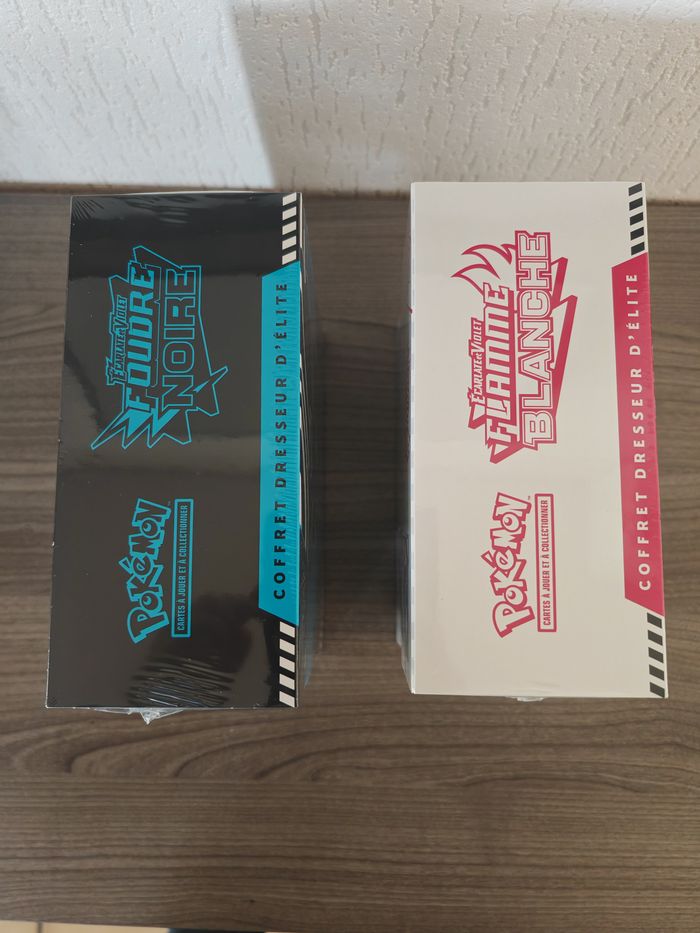 POKÉMON
CARTES À JOUER ET À COLLECTIONNER
ÉCARLATE ET VIOLET
FOUDRE
NOIRE
COFFRET DRESSEUR D'ÉLITE
POKÉMON
CARTES À JOUER ET À COLLECTIONNER
ÉCARLATE ET VIOLET
FLAMME
BLANCHE
COFFRET DRESSEUR D'ÉLITE